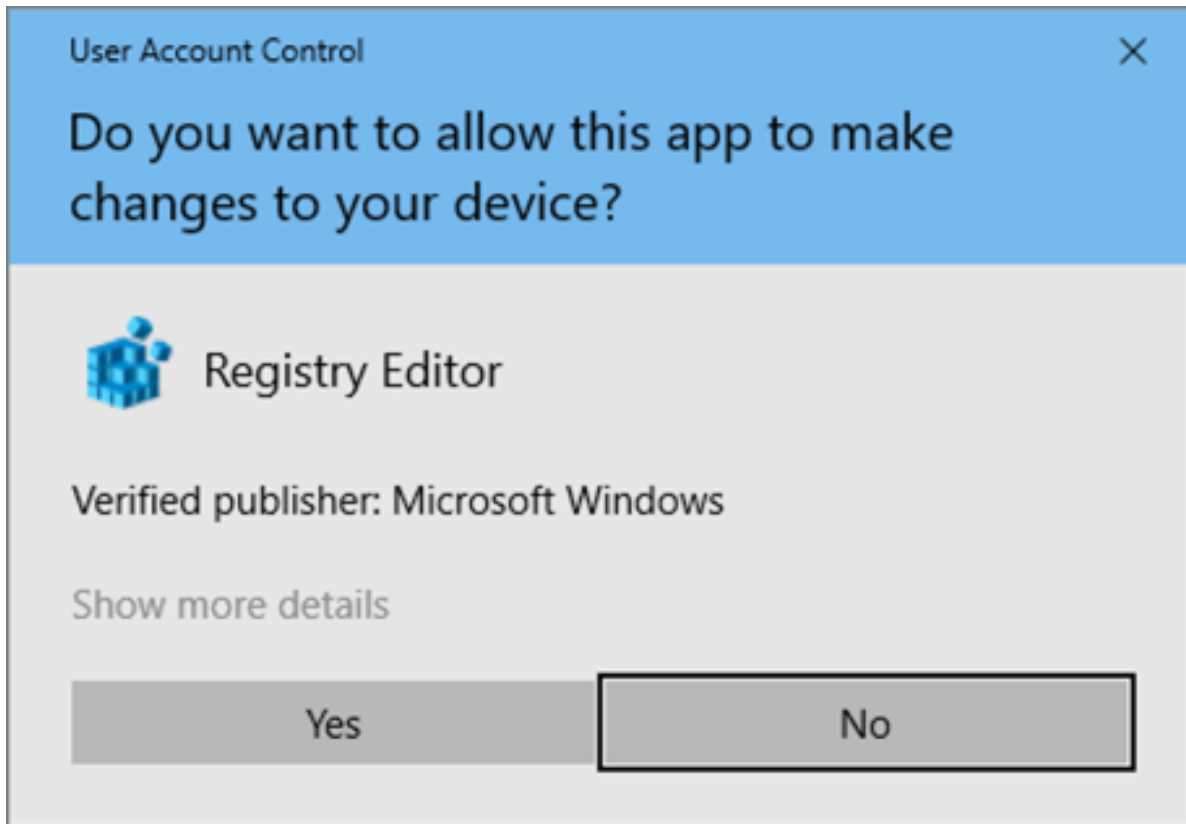 User Account Control
Do you want to allow this app to make
changes to your device?
Registry Editor
Verified publisher: Microsoft Windows
Show more details
Yes
No